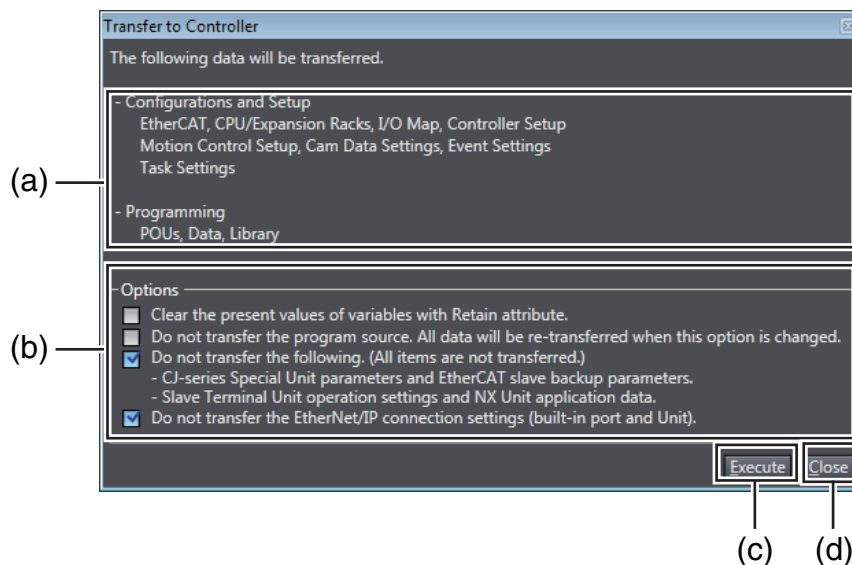 Transfer to Controller
The following data will be transferred.
- Configurations and Setup
EtherCAT, CPU/Expansion Racks, I/O Map, Controller Setup
Motion Control Setup, Cam Data Settings, Event Settings
Task Settings
(a)
- Programming
POUs, Data, Library
Options
Clear the present values of variables with Retain attribute.
Do not transfer the program source. All data will be re-transferred when this option is changed.
(b)
Do not transfer the following. (All items are not transferred.)
- CJ-series Special Unit parameters and EtherCAT slave backup parameters.
- Slave Terminal Unit operation settings and NX Unit application data.
Do not transfer the EtherNet/IP connection settings (built-in port and Unit).
Execute Close
(c) (d)